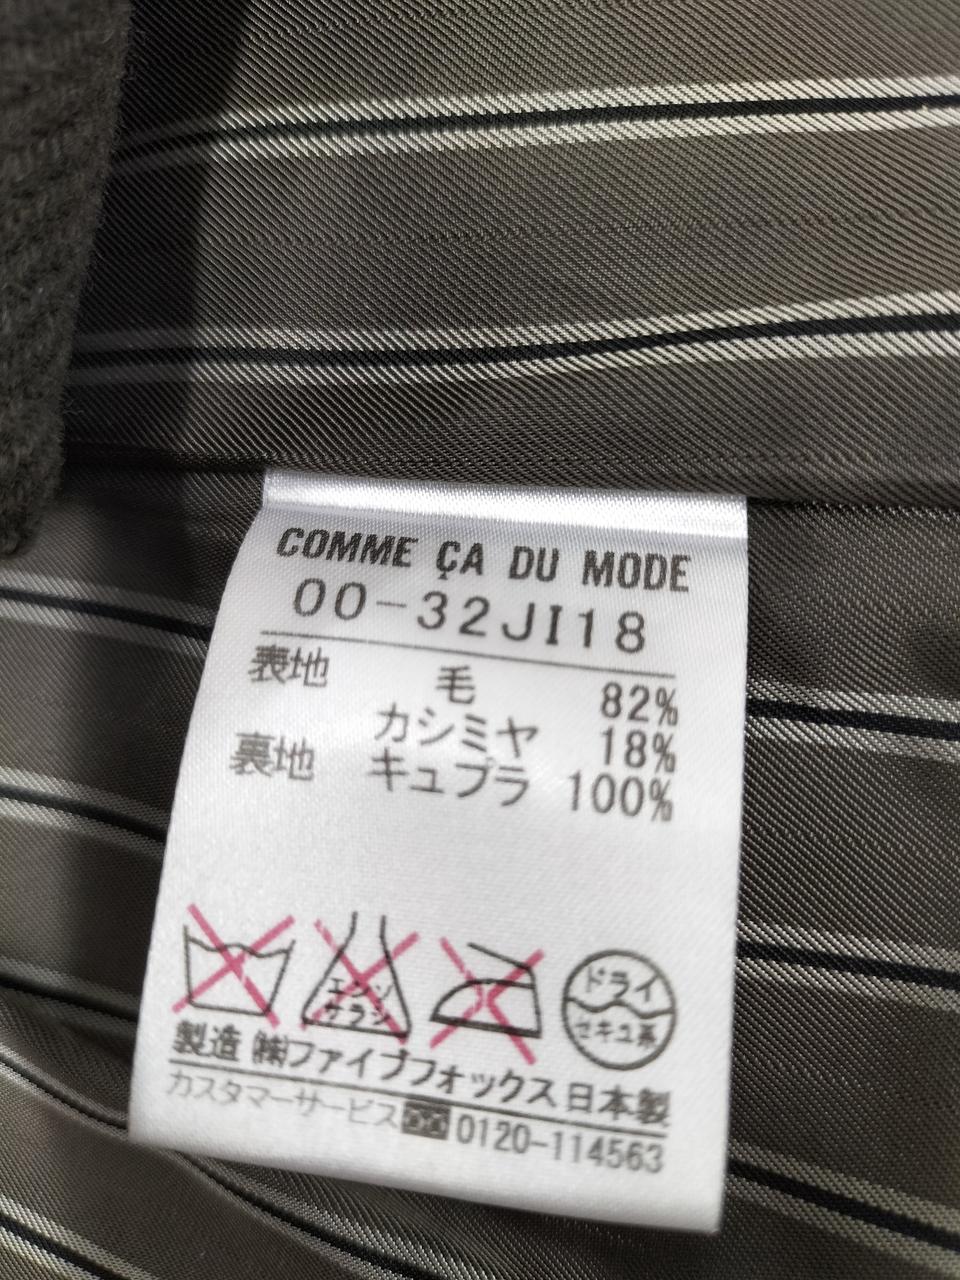 COMME ÇA DU MODE
00-32JI18
表地 毛 82%
カシミヤ 18%
裏地 キュプラ 100%
エンソ
サラシ
ドライ
セキユ系
製造 ㈱ファイブフォックス 日本製
カスタマーサービス 0120-114563